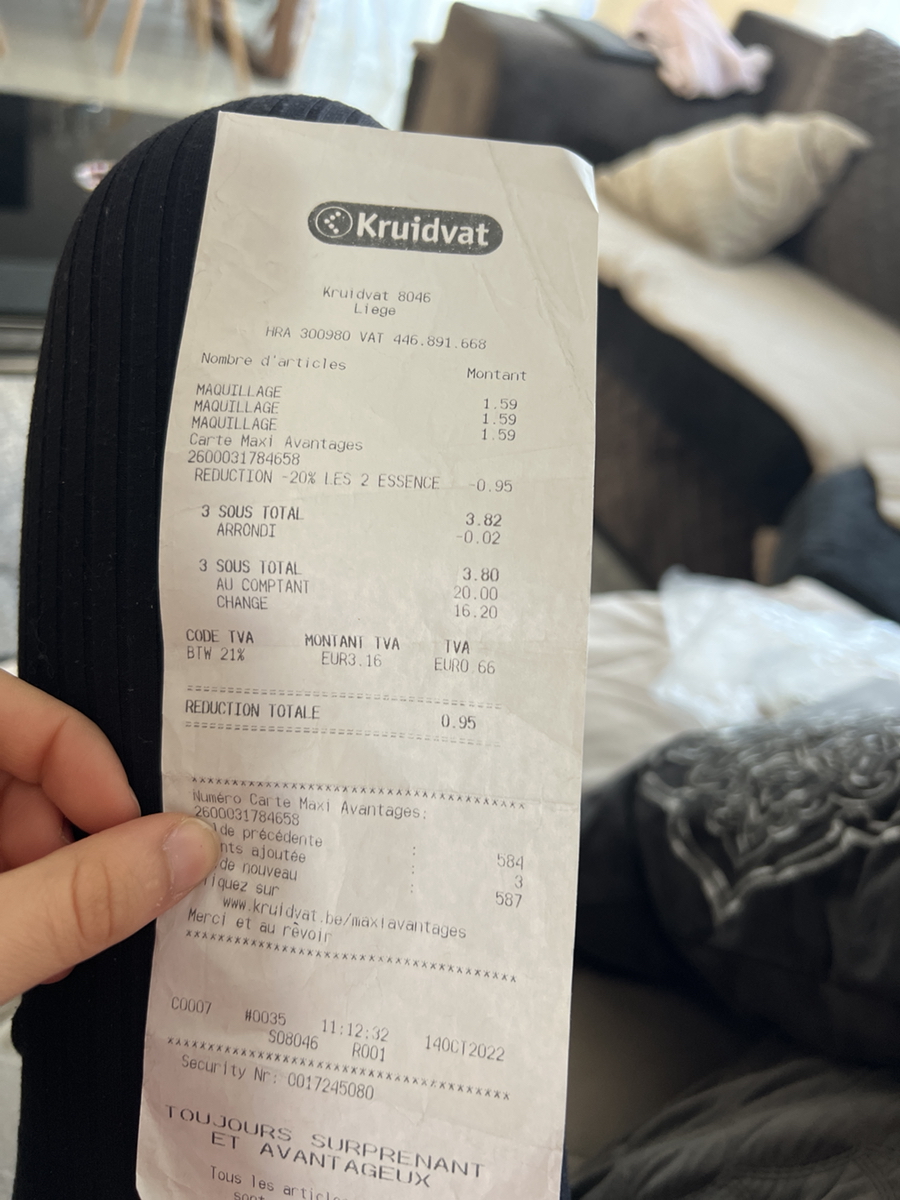 Kruidvat
Kruidvat 8046
Liege
HRA 300980 VAT 446.891.668
Nombre d'articles Montant
MAQUILLAGE 1.59
MAQUILLAGE 1.59
MAQUILLAGE 1.59
Carte Maxi Avantages
2600031784658
REDUCTION -20% LES 2 ESSENCE -0.95
3 SOUS TOTAL 3.82
ARRONDI -0.02
3 SOUS TOTAL 3.80
AU COMPTANT 20.00
CHANGE 16.20
CODE TVA MONTANT TVA TVA
BTW 21% EUR3.16 EUR0.66
================================
REDUCTION TOTALE 0.95
================================
************************************
Numéro Carte Maxi Avantages:
2600031784658
de précédente : 584
nts ajoutée : 3
de nouveau : 587
iquez sur
www.kruidvat.be/maxiavantages
Merci et au rêvoir
************************************
C0007 #0035 11:12:32 14OCT2022
S08046 R001
************************************
Security Nr: 0017245080
TOUJOURS SURPRENANT
ET AVANTAGEUX
Tous les